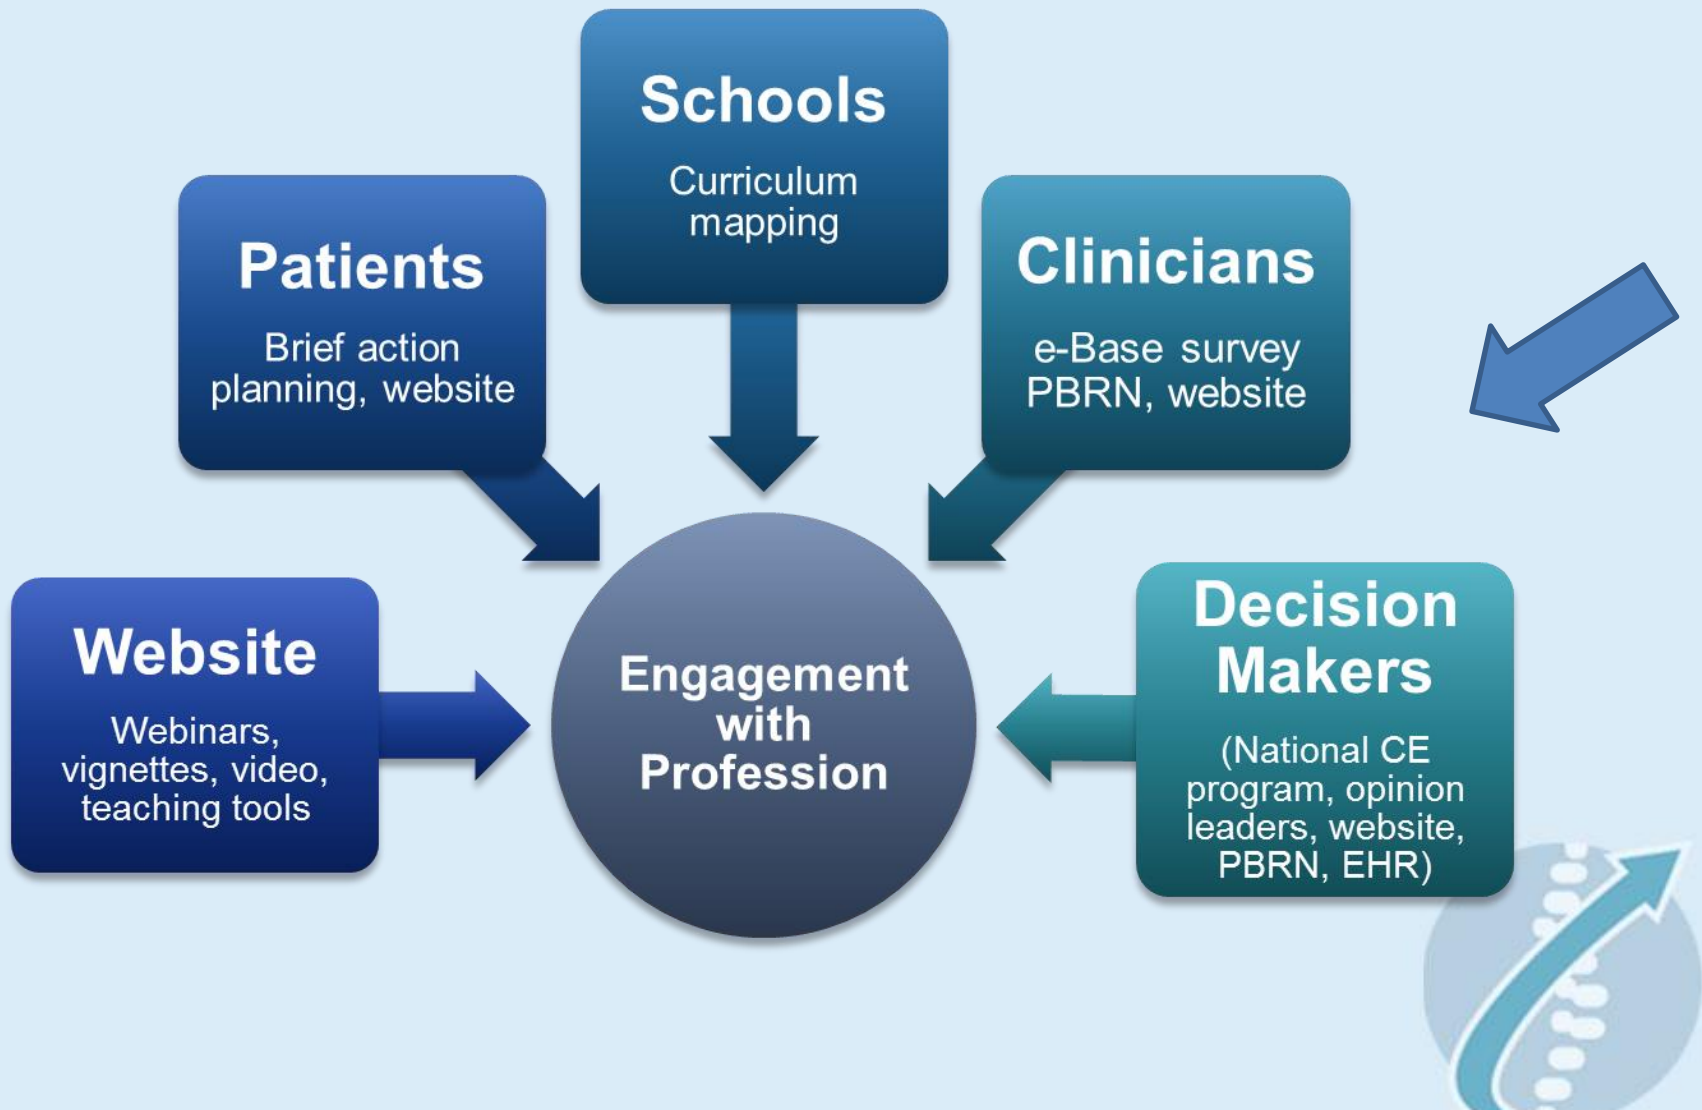 Schools
Curriculum
mapping
Patients
Brief action
planning, website
Clinicians
e-Base survey
PBRN, website
Website
Webinars,
vignettes, video,
teaching tools
Engagement
with
Profession
Decision
Makers
(National CE
program, opinion
leaders, website,
PBRN, EHR)